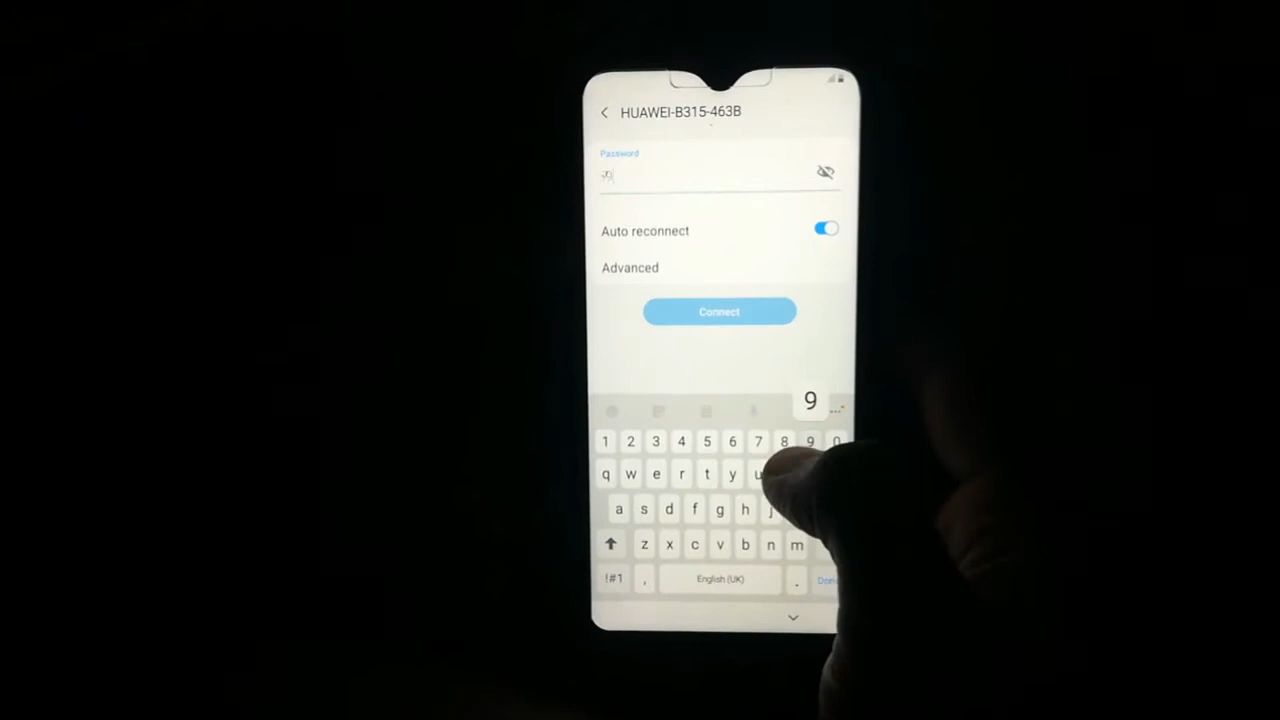 HUAWEI-B315-463B
Password
Auto reconnect
Advanced
Connect
9
1 2 3 4 5 6 7 8 9 0
q w e r t y u
a s d f g h j
z x c v b n m
!#1 , English (UK) .